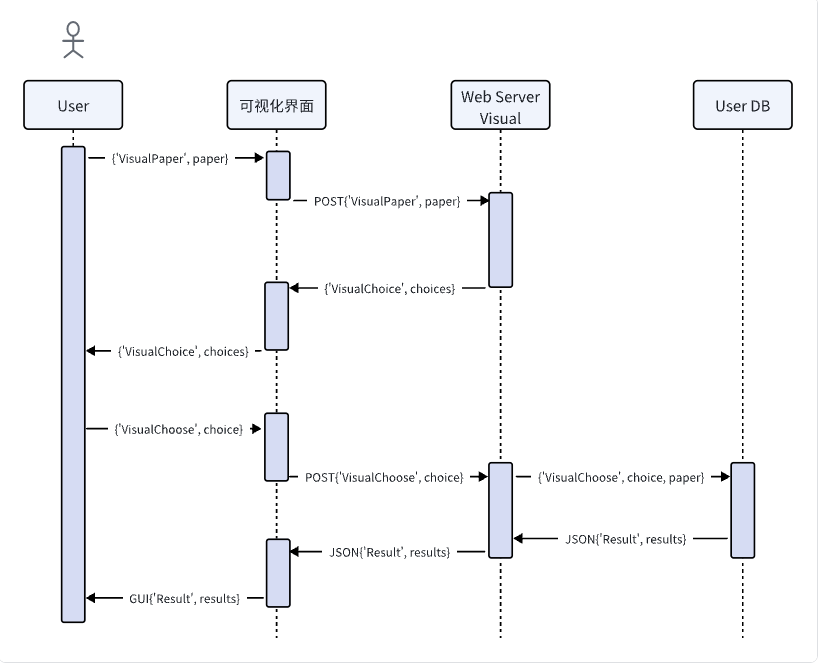 User
可视化界面
Web Server
Visual
User DB
{'VisualPaper', paper}
POST{'VisualPaper', paper}
{'VisualChoice', choices}
{'VisualChoice', choices}
{'VisualChoose', choice}
POST{'VisualChoose', choice}
{'VisualChoose', choice, paper}
JSON{'Result', results}
JSON{'Result', results}
GUI{'Result', results}